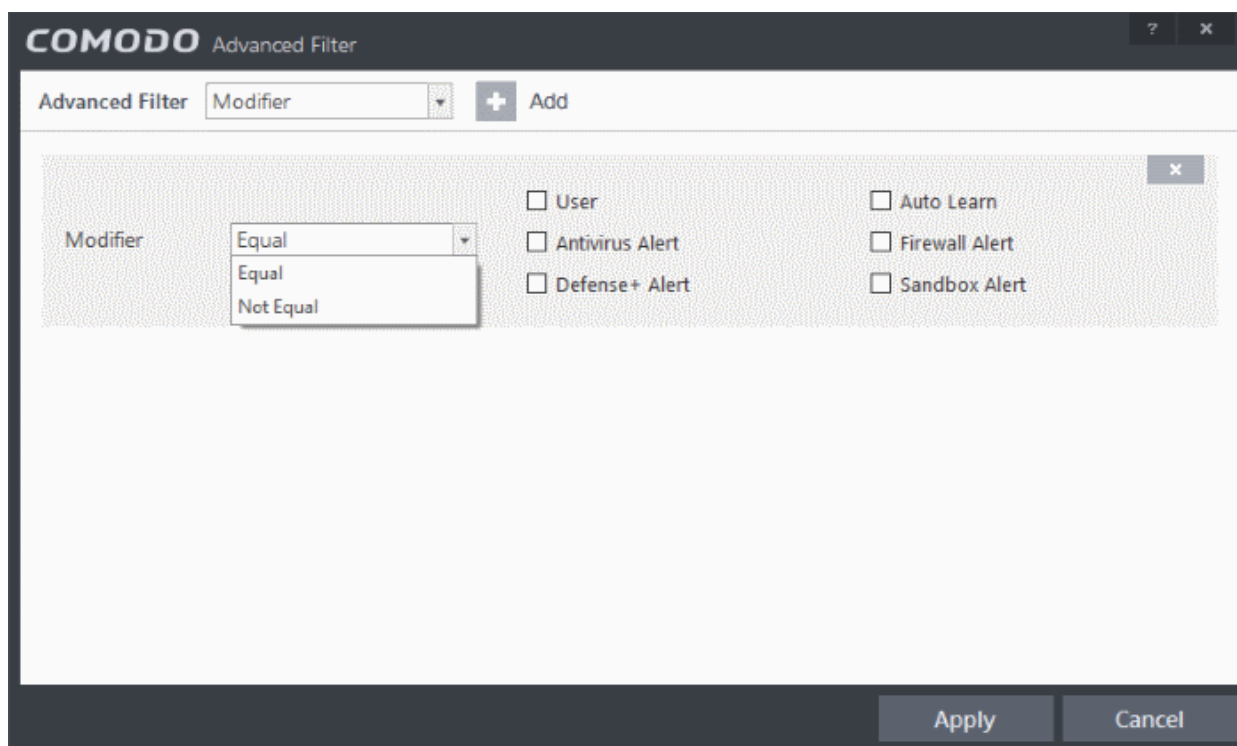 COMODO Advanced Filter ? ×
Advanced Filter Modifier + Add
×
User Auto Learn
Modifier Equal Antivirus Alert Firewall Alert
Equal
Defense+ Alert Sandbox Alert
Not Equal
Apply Cancel